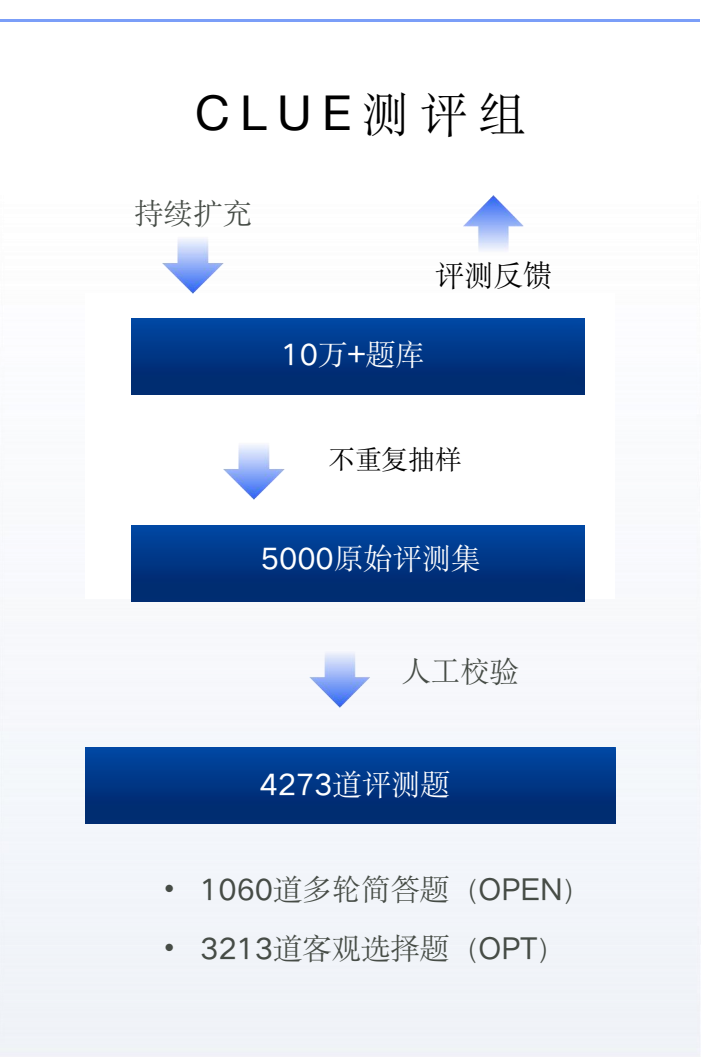 CLUE测评组
持续扩充
评测反馈
10万+题库
不重复抽样
5000原始评测集
人工校验
4273道评测题
• 1060道多轮简答题（OPEN）
• 3213道客观选择题（OPT）